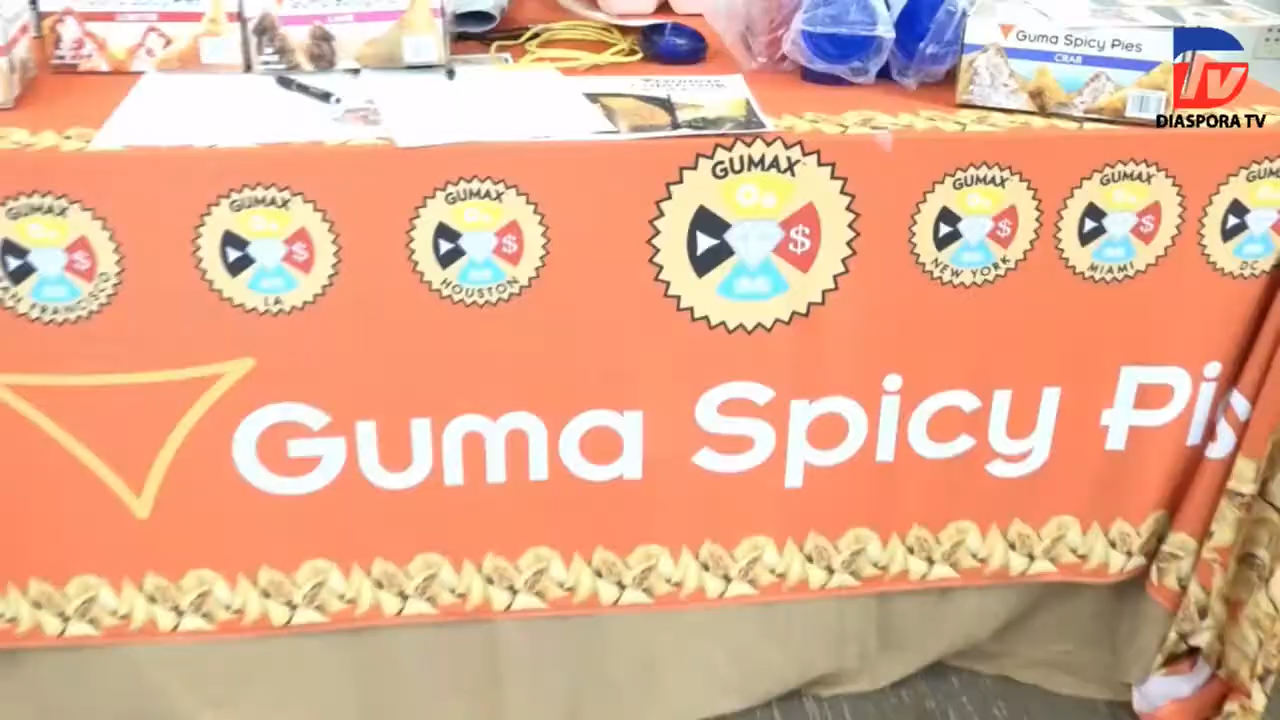 Guma Spicy Pies
CRAB
TV
DIASPORA TV
GUMAX
GUMAX
LA
$
GUMAX
HOUSTON
$
GUMAX
$
GUMAX
NEW YORK
$
GUMAX
MIAMI
$
DC
Guma Spicy Pi